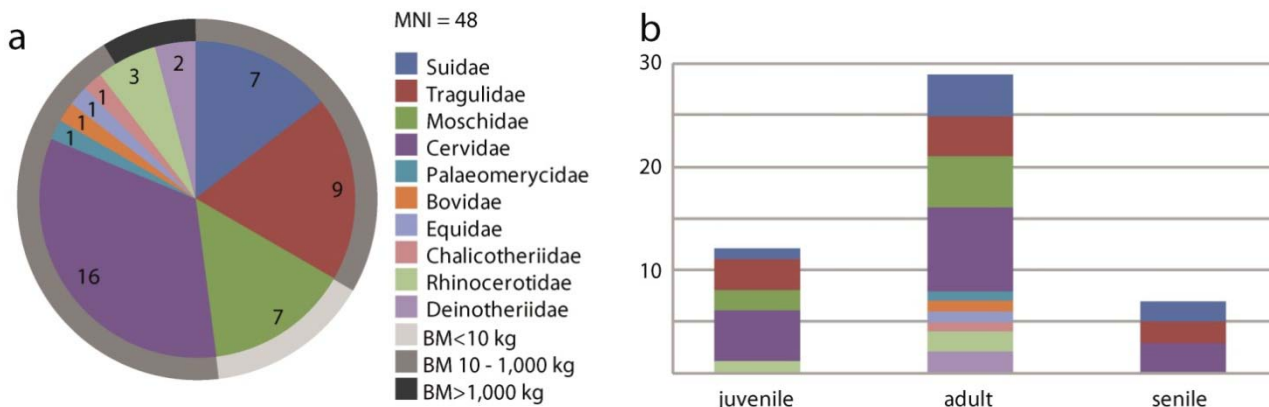 a
MNI = 48
7
9
7
16
1
1
1
1
3
2
Suidae
Tragulidae
Moschidae
Cervidae
Palaeomerycidae
Bovidae
Equidae
Chalicotheriidae
Rhinocerotidae
Deinotheriidae
BM<10 kg
BM 10 - 1,000 kg
BM>1,000 kg
b
30
20
10
juvenile
adult
senile